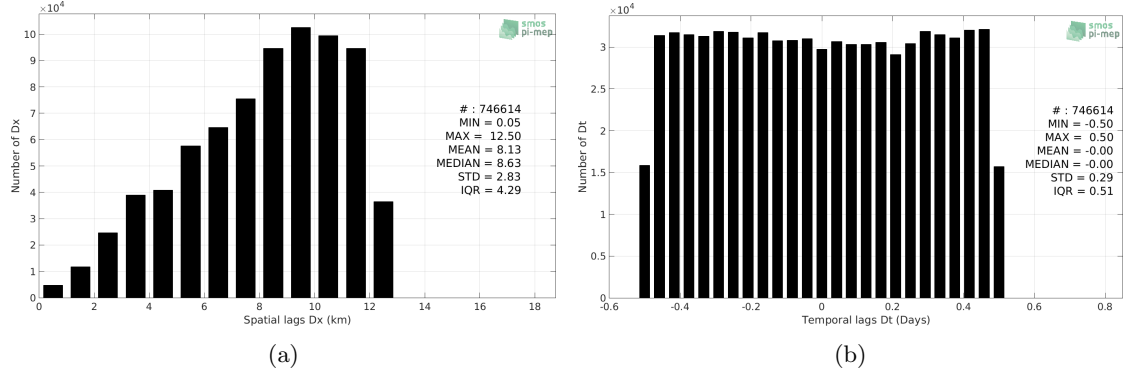 ×10^4
10
9
8
7
6
5
4
3
2
1
0
Number of Dx
smos
pi-mep
# : 746614
MIN = 0.05
MAX = 12.50
MEAN = 8.13
MEDIAN = 8.63
STD = 2.83
IQR = 4.29
0 2 4 6 8 10 12 14 16 18
Spatial lags Dx (km)
(a)
×10^4
3
2.5
2
1.5
1
0.5
0
Number of Dt
smos
pi-mep
# : 746614
MIN = -0.50
MAX = 0.50
MEAN = -0.00
MEDIAN = -0.00
STD = 0.29
IQR = 0.51
-0.6 -0.4 -0.2 0 0.2 0.4 0.6 0.8
Temporal lags Dt (Days)
(b)